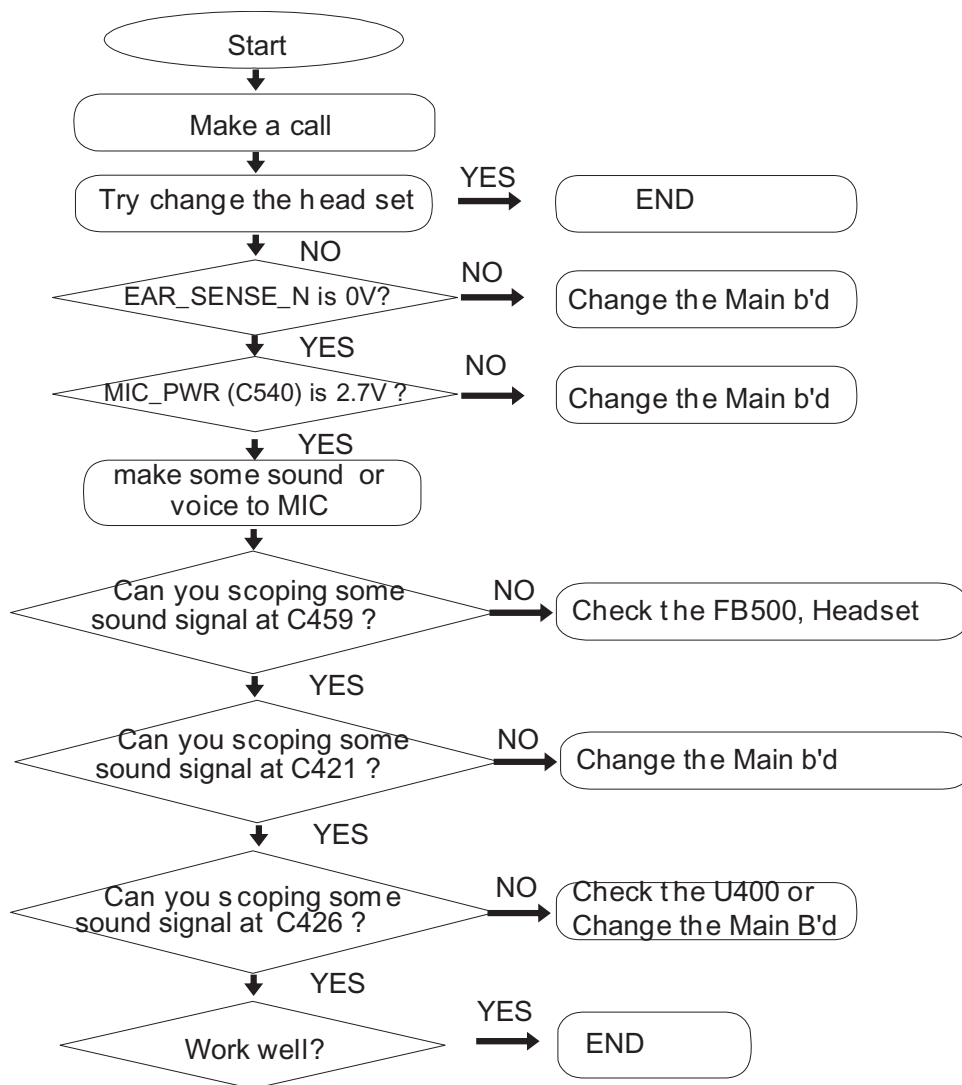 Start
Make a call
Try change the head set
YES
END
NO
EAR_SENSE_N is 0V?
NO
Change the Main b'd
YES
MIC_PWR (C540) is 2.7V ?
NO
Change the Main b'd
YES
make some sound or
voice to MIC
Can you scoping some
sound signal at C459 ?
NO
Check the FB500, Headset
YES
Can you scoping some
sound signal at C421 ?
NO
Change the Main b'd
YES
Can you scoping some
sound signal at C426 ?
NO
Check the U400 or
Change the Main B'd
YES
Work well?
YES
END